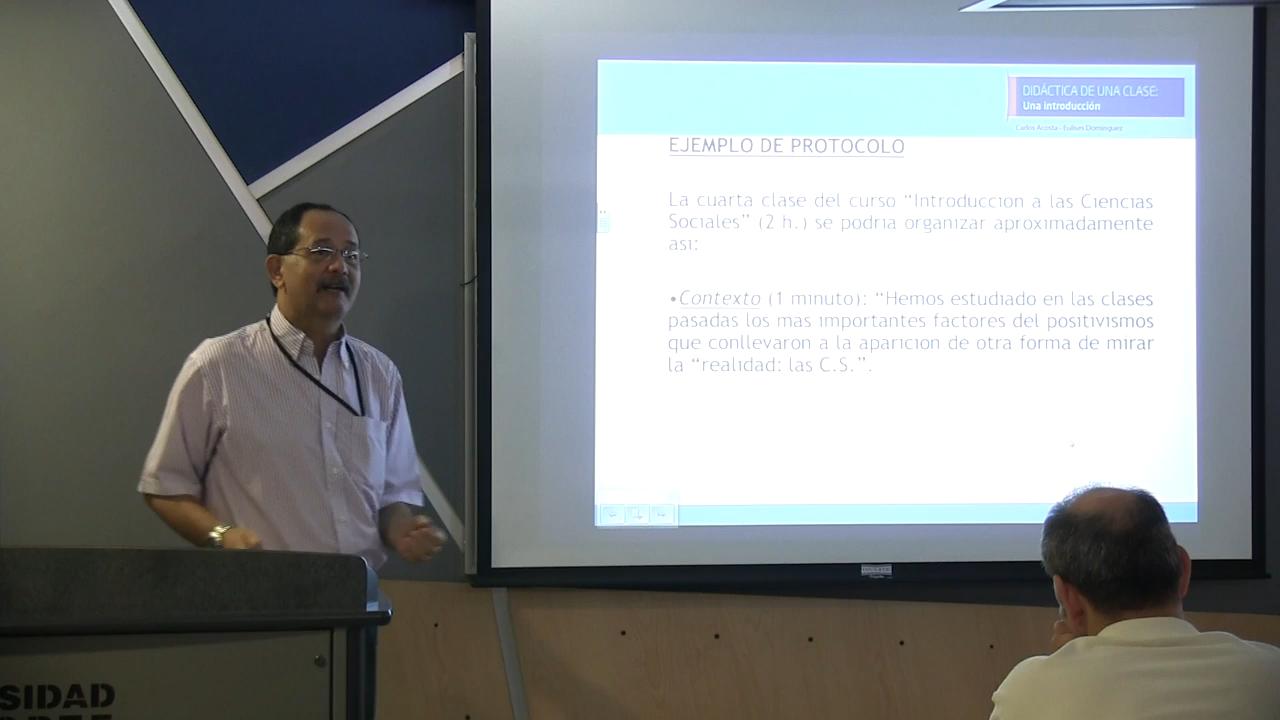 DIDÁCTICA DE UNA CLASE:
Una introducción
Carlos Acosta - Eulises Domínguez
EJEMPLO DE PROTOCOLO
La cuarta clase del curso “Introduccion a las Ciencias
Sociales” (2 h.) se podria organizar aproximadamente
asi:
•Contexto (1 minuto): “Hemos estudiado en las clases
pasadas los mas importantes factores del positivismos
que conllevaron a la aparicion de otra forma de mirar
la “realidad: las C.S.”.
SIDAD